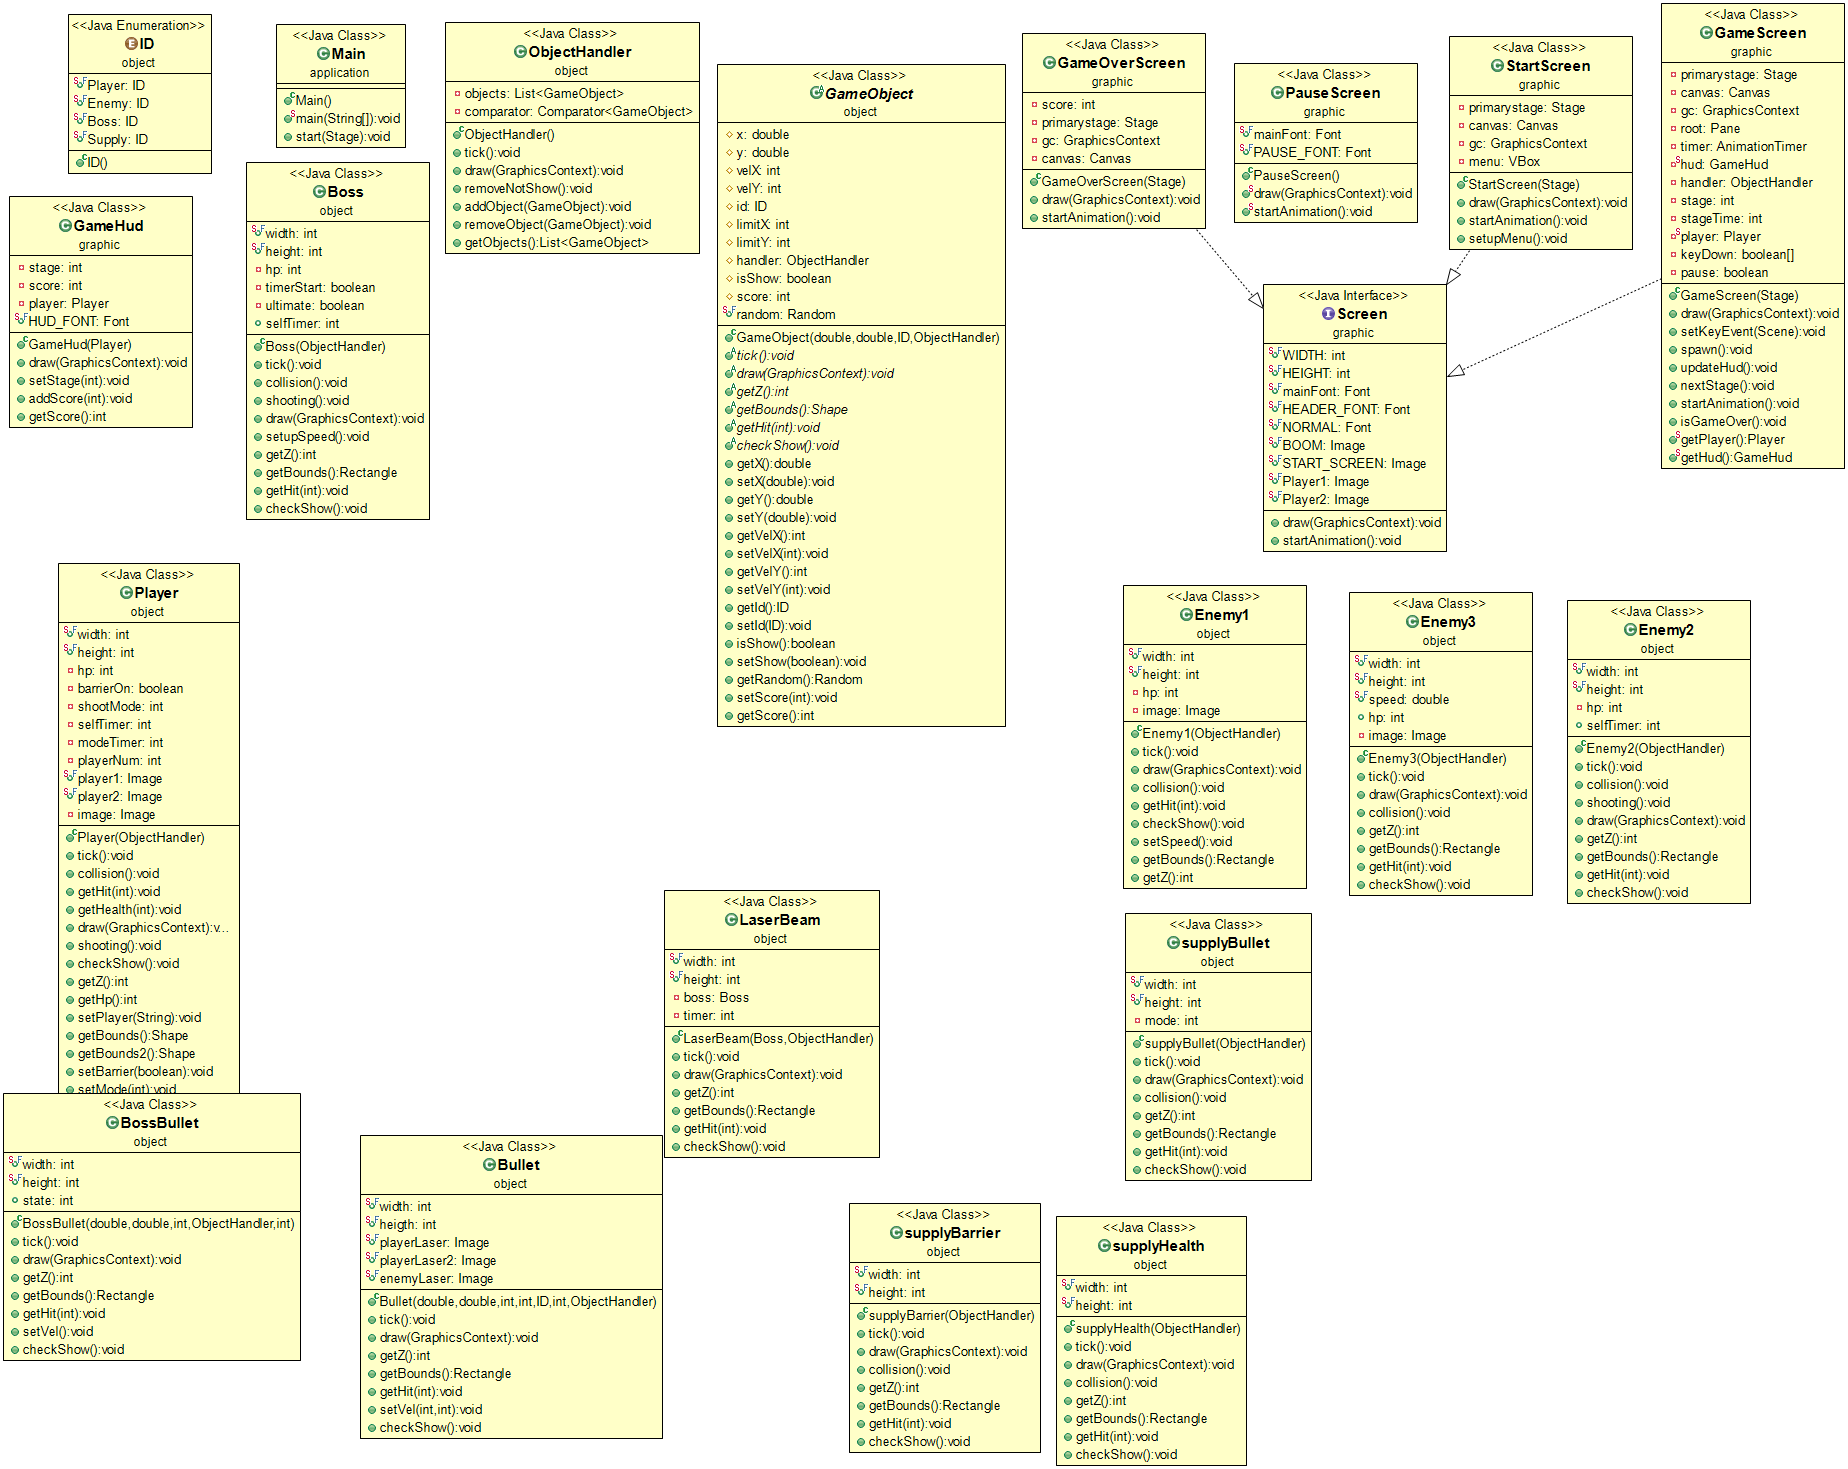 <<Java Enumeration>>
ID
object
Player: ID
Enemy: ID
Boss: ID
Supply: ID
ID()
<<Java Class>>
Main
application
Main()
main(String[]):void
start(Stage):void
<<Java Class>>
ObjectHandler
object
objects: List<GameObject>
comparator: Comparator<GameObject>
ObjectHandler()
tick():void
draw(GraphicsContext):void
removeNotShow():void
addObject(GameObject):void
removeObject(GameObject):void
getObjects():List<GameObject>
<<Java Class>>
GameObject
object
x: double
y: double
velX: int
velY: int
id: ID
limitX: int
limitY: int
handler: ObjectHandler
isShow: boolean
score: int
random: Random
GameObject(double,double,ID,ObjectHandler)
tick():void
draw(GraphicsContext):void
getZ():int
getBounds():Shape
getHit(int):void
checkShow():void
getX():double
setX(double):void
getY():double
setY(double):void
getVelX():int
setVelX(int):void
getVelY():int
setVelY(int):void
getId():ID
setId(ID):void
isShow():boolean
setShow(boolean):void
getRandom():Random
setScore(int):void
getScore():int
<<Java Class>>
GameOverScreen
graphic
score: int
primarystage: Stage
gc: GraphicsContext
canvas: Canvas
GameOverScreen(Stage)
draw(GraphicsContext):void
startAnimation():void
<<Java Class>>
PauseScreen
graphic
mainFont: Font
PAUSE_FONT: Font
PauseScreen()
draw(GraphicsContext):void
startAnimation():void
<<Java Class>>
StartScreen
graphic
primarystage: Stage
canvas: Canvas
gc: GraphicsContext
menu: VBox
StartScreen(Stage)
draw(GraphicsContext):void
startAnimation():void
setupMenu():void
<<Java Class>>
GameScreen
graphic
primarystage: Stage
canvas: Canvas
gc: GraphicsContext
root: Pane
timer: AnimationTimer
hud: GameHud
handler: ObjectHandler
stage: int
stageTime: int
player: Player
keyDown: boolean[]
pause: boolean
GameScreen(Stage)
draw(GraphicsContext):void
setKeyEvent(Scene):void
spawn():void
updateHud():void
nextStage():void
startAnimation():void
isGameOver():void
getPlayer():Player
getHud():GameHud
<<Java Class>>
GameHud
graphic
stage: int
score: int
player: Player
HUD_FONT: Font
GameHud(Player)
draw(GraphicsContext):void
setStage(int):void
addScore(int):void
getScore():int
<<Java Class>>
Boss
object
width: int
height: int
hp: int
timerStart: boolean
ultimate: boolean
selfTimer: int
Boss(ObjectHandler)
tick():void
collision():void
shooting():void
draw(GraphicsContext):void
setupSpeed():void
getZ():int
getBounds():Rectangle
getHit(int):void
checkShow():void
<<Java Interface>>
Screen
graphic
WIDTH: int
HEIGHT: int
mainFont: Font
HEADER_FONT: Font
NORMAL: Font
BOOM: Image
START_SCREEN: Image
Player1: Image
Player2: Image
draw(GraphicsContext):void
startAnimation():void
<<Java Class>>
Player
object
width: int
height: int
hp: int
barrierOn: boolean
shootMode: int
selfTimer: int
modeTimer: int
playerNum: int
player1: Image
player2: Image
image: Image
Player(ObjectHandler)
tick():void
collision():void
getHit(int):void
getHealth(int):void
draw(GraphicsContext):v...
shooting():void
checkShow():void
getZ():int
getHp():int
setPlayer(String):void
getBounds():Shape
getBounds2():Shape
setBarrier(boolean):void
setMode(int):void
<<Java Class>>
Enemy1
object
width: int
height: int
hp: int
image: Image
Enemy1(ObjectHandler)
tick():void
draw(GraphicsContext):void
collision():void
getHit(int):void
checkShow():void
setSpeed():void
getBounds():Rectangle
getZ():int
<<Java Class>>
Enemy3
object
width: int
height: int
speed: double
hp: int
image: Image
Enemy3(ObjectHandler)
tick():void
draw(GraphicsContext):void
collision():void
getZ():int
getBounds():Rectangle
getHit(int):void
checkShow():void
<<Java Class>>
Enemy2
object
width: int
height: int
hp: int
selfTimer: int
Enemy2(ObjectHandler)
tick():void
collision():void
shooting():void
draw(GraphicsContext):void
getZ():int
getBounds():Rectangle
getHit(int):void
checkShow():void
<<Java Class>>
LaserBeam
object
width: int
height: int
boss: Boss
timer: int
LaserBeam(Boss,ObjectHandler)
tick():void
draw(GraphicsContext):void
getZ():int
getBounds():Rectangle
getHit(int):void
checkShow():void
<<Java Class>>
supplyBullet
object
width: int
height: int
mode: int
supplyBullet(ObjectHandler)
tick():void
draw(GraphicsContext):void
collision():void
getZ():int
getBounds():Rectangle
getHit(int):void
checkShow():void
<<Java Class>>
BossBullet
object
width: int
height: int
state: int
BossBullet(double,double,int,ObjectHandler,int)
tick():void
draw(GraphicsContext):void
getZ():int
getBounds():Rectangle
getHit(int):void
setVel():void
checkShow():void
<<Java Class>>
Bullet
object
width: int
heigth: int
playerLaser: Image
playerLaser2: Image
enemyLaser: Image
Bullet(double,double,int,int,ID,int,ObjectHandler)
tick():void
draw(GraphicsContext):void
getZ():int
getBounds():Rectangle
getHit(int):void
setVel(int,int):void
checkShow():void
<<Java Class>>
supplyBarrier
object
width: int
height: int
supplyBarrier(ObjectHandler)
tick():void
draw(GraphicsContext):void
collision():void
getZ():int
getBounds():Rectangle
getHit(int):void
checkShow():void
<<Java Class>>
supplyHealth
object
width: int
height: int
supplyHealth(ObjectHandler)
tick():void
draw(GraphicsContext):void
collision():void
getZ():int
getBounds():Rectangle
getHit(int):void
checkShow():void